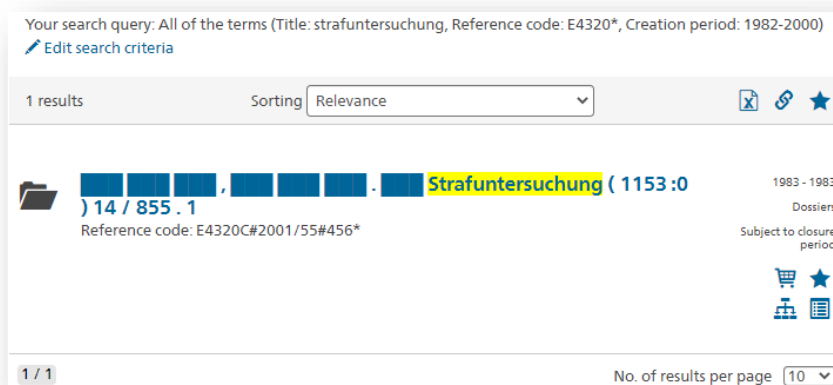 Your search query: All of the terms (Title: strafuntersuchung, Reference code: E4320*, Creation period: 1982-2000)
Edit search criteria
1 results
Sorting Relevance
███ ███ ███ , ███ ███ ███ . ███ Strafuntersuchung ( 1153 :0
) 14 / 855 . 1
Reference code: E4320C#2001/55#456*
1983 - 1983
Dossiers
Subject to closure
period
1 / 1
No. of results per page 10